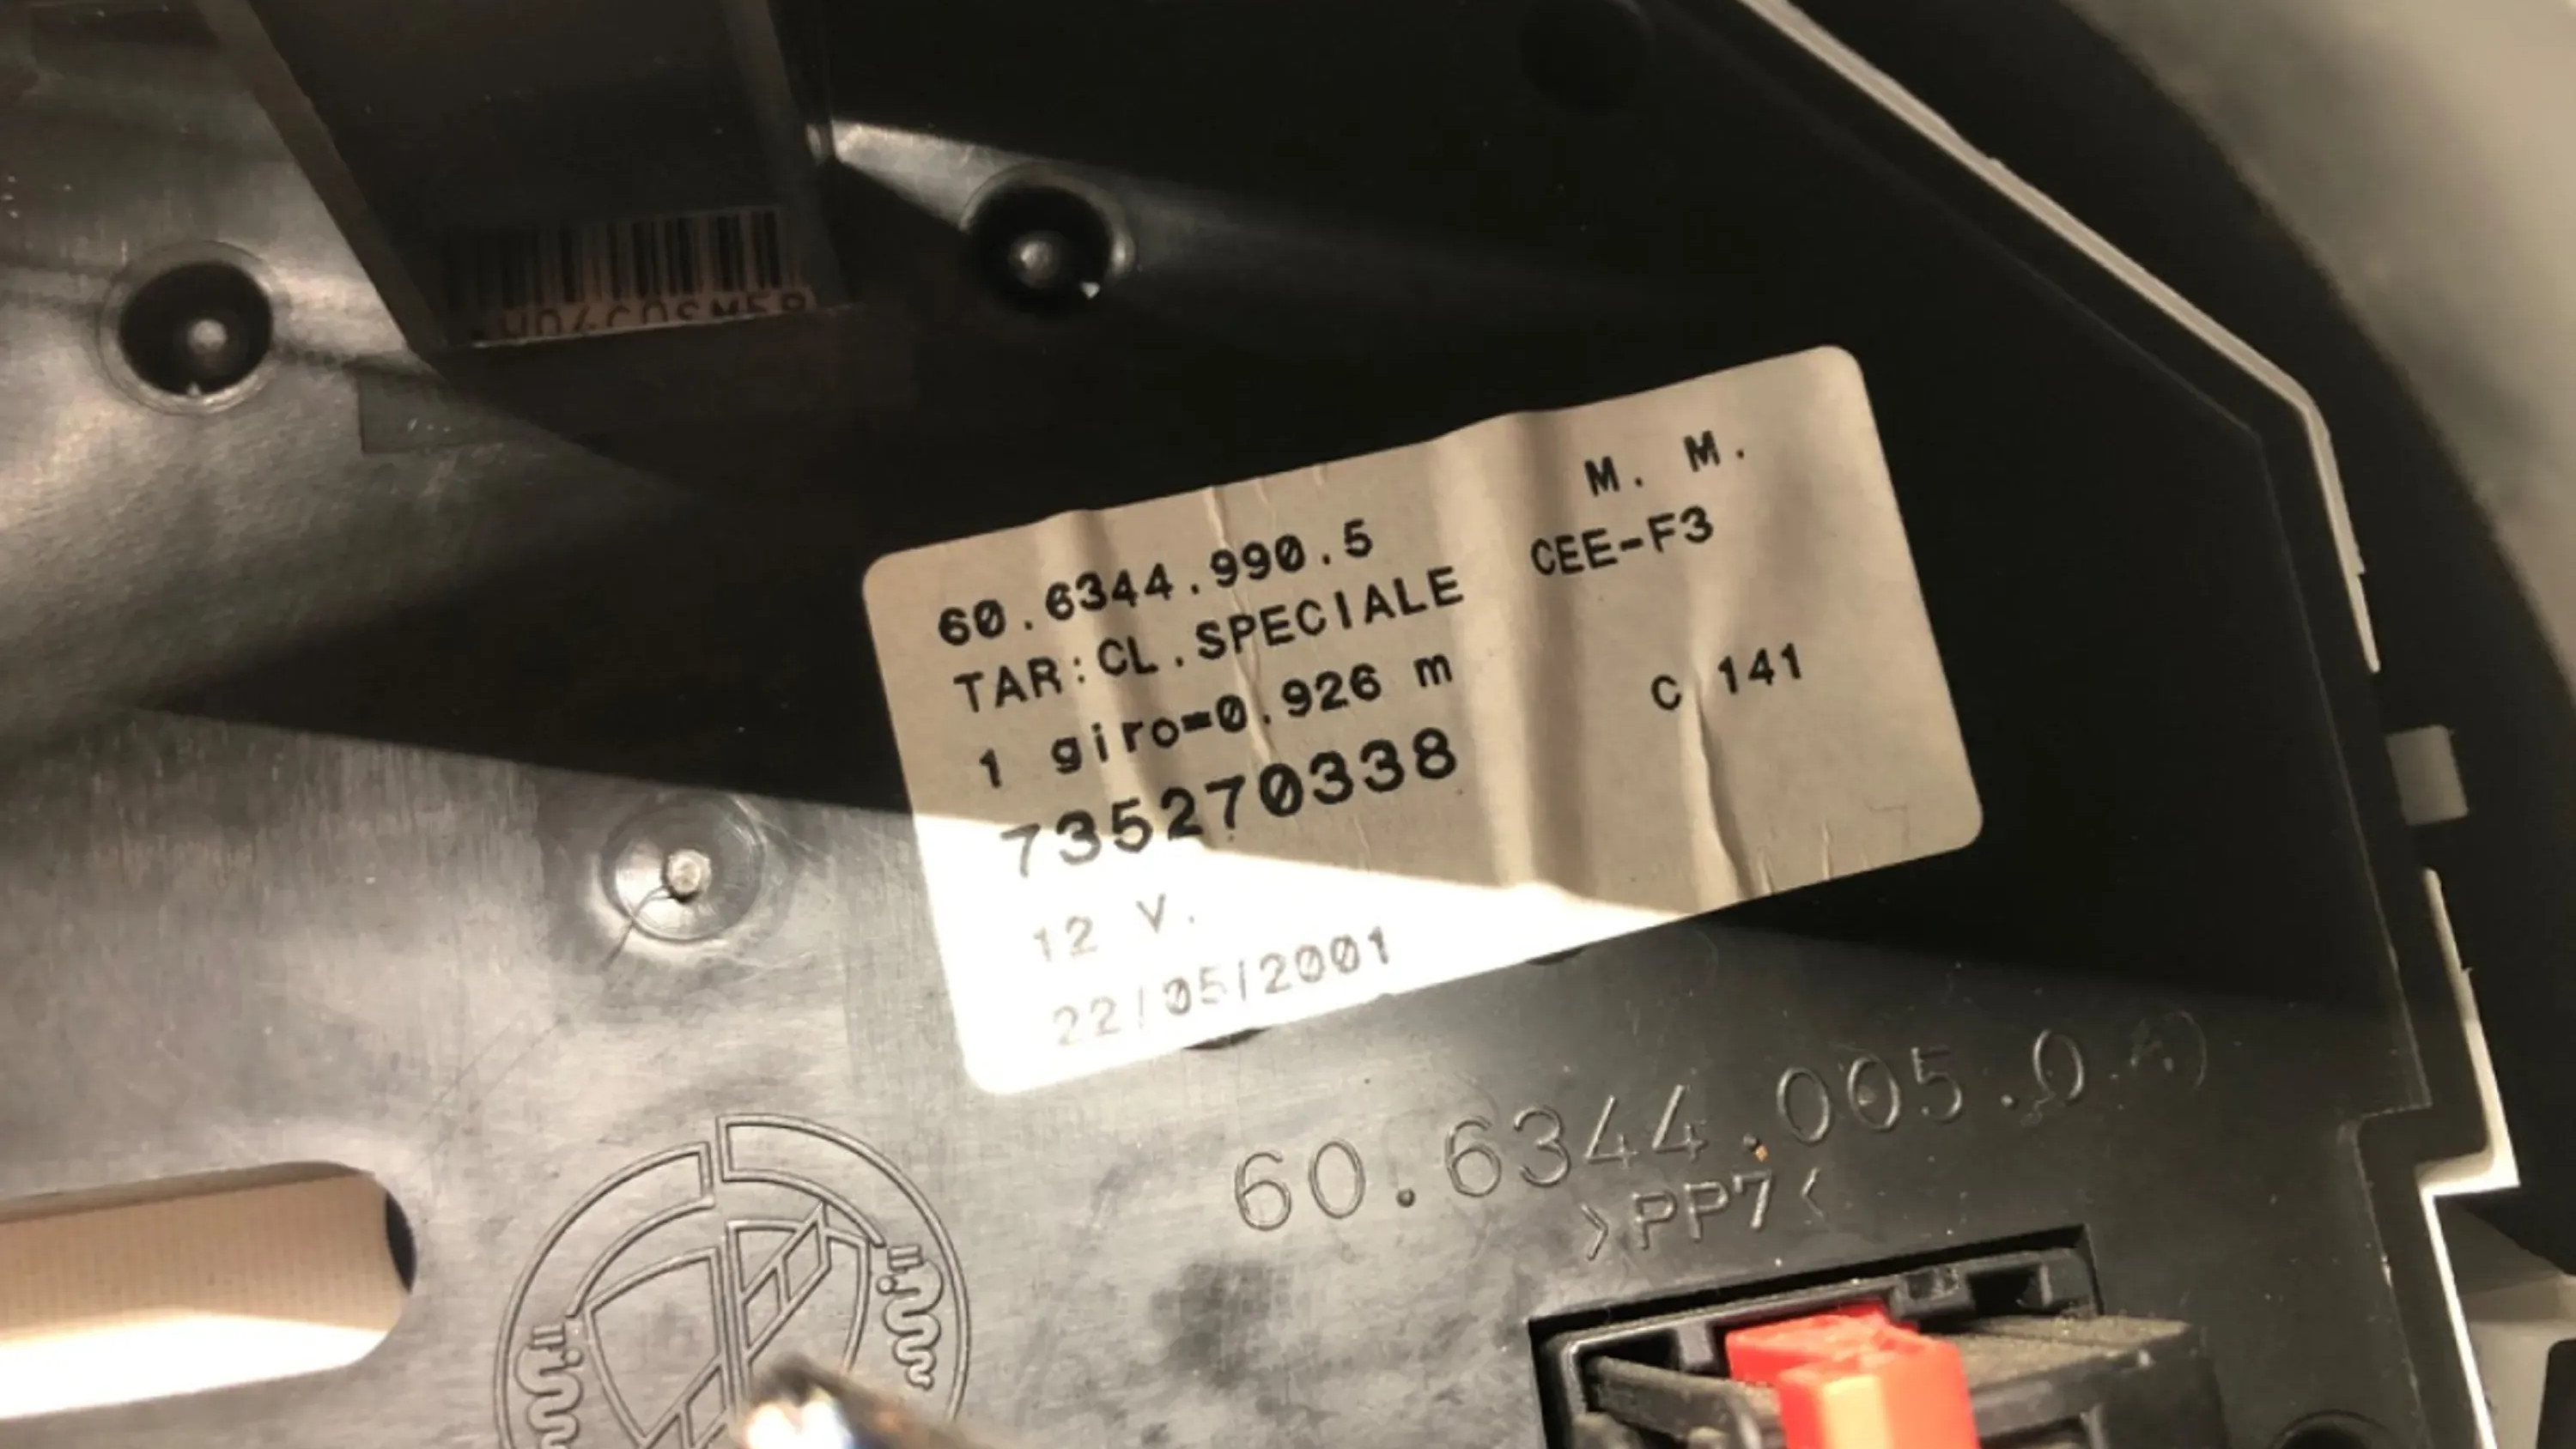 60.6344.990.5 M. M.
TAR:CL.SPECIALE CEE-F3
1 giro=0.926 m C 141
735270338
12 V.
22/05/2001
60.6344.005.0
>PP7<